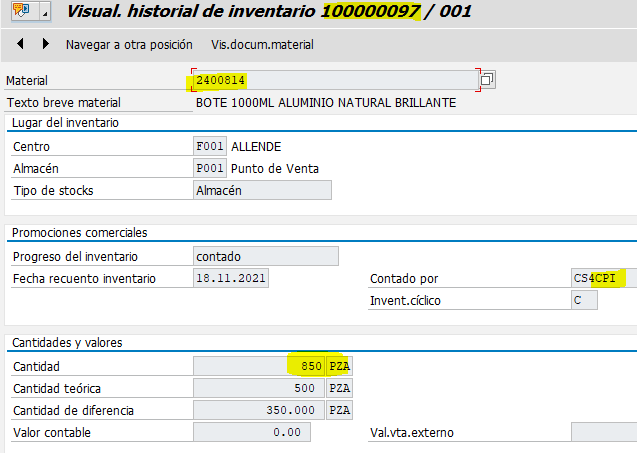 Visual. historial de inventario 100000097 / 001
Navegar a otra posición Vis.docum.material
Material 2400814
Texto breve material BOTE 1000ML ALUMINIO NATURAL BRILLANTE
Lugar del inventario
Centro F001 ALLENDE
Almacén P001 Punto de Venta
Tipo de stocks Almacén
Promociones comerciales
Progreso del inventario contado
Fecha recuento inventario 18.11.2021 Contado por CS4CPI
Invent.cíclico C
Cantidades y valores
Cantidad 850 PZA
Cantidad teórica 500 PZA
Cantidad de diferencia 350.000 PZA
Valor contable 0.00 Val.vta.externo